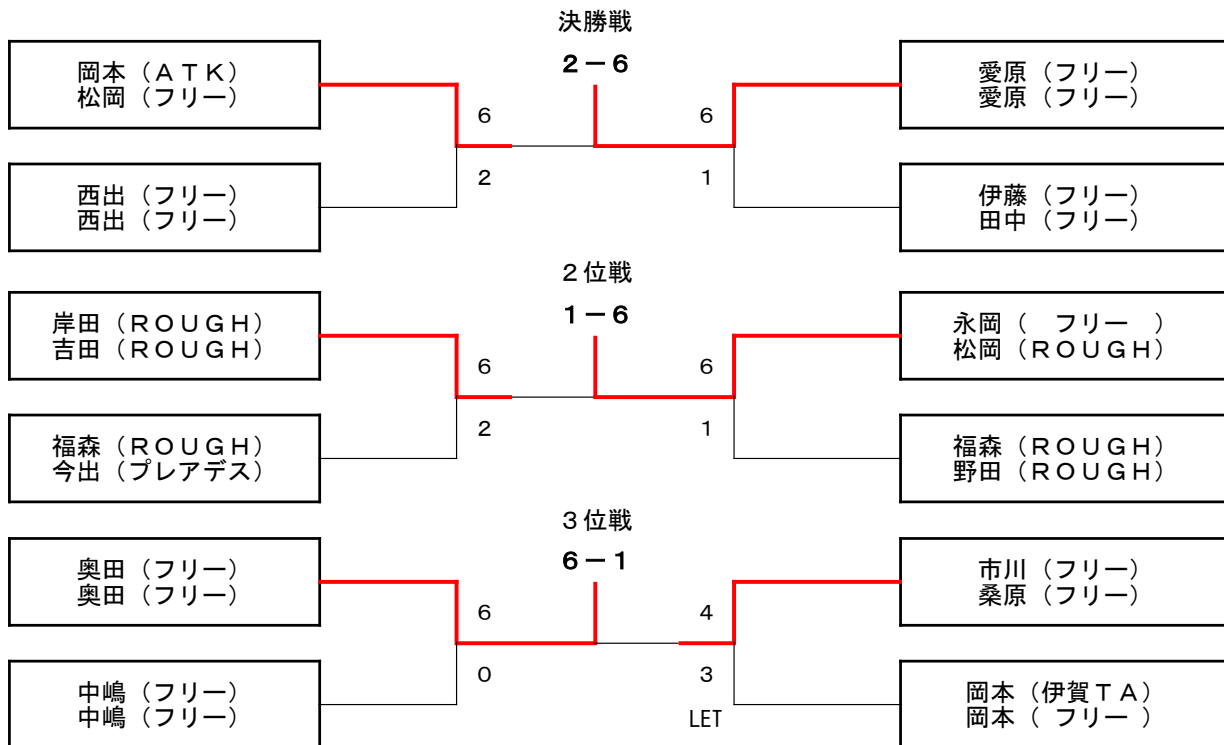 決勝戦
2－6
岡本（ＡＴＫ）
松岡（フリー）
愛原（フリー）
愛原（フリー）
6
6
2
1
西出（フリー）
西出（フリー）
伊藤（フリー）
田中（フリー）
２位戦
1－6
岸田（ＲＯＵＧＨ）
吉田（ＲＯＵＧＨ）
永岡（　フリー　）
松岡（ＲＯＵＧＨ）
6
6
2
1
福森（ＲＯＵＧＨ）
今出（プレアデス）
福森（ＲＯＵＧＨ）
野田（ＲＯＵＧＨ）
３位戦
6－1
奥田（フリー）
奥田（フリー）
市川（フリー）
桑原（フリー）
6
4
0
3
LET
中嶋（フリー）
中嶋（フリー）
岡本（伊賀ＴＡ）
岡本（ フリー ）